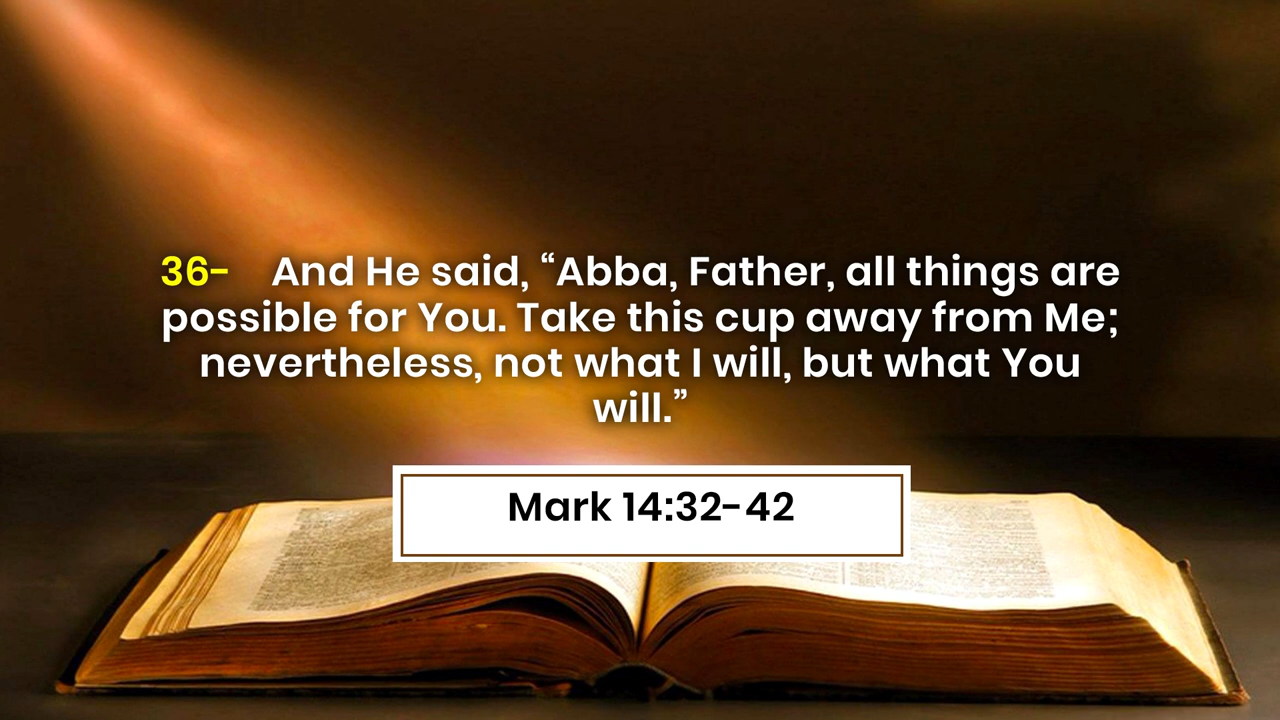 36- And He said, “Abba, Father, all things are
possible for You. Take this cup away from Me;
nevertheless, not what I will, but what You
will.”
Mark 14:32-42